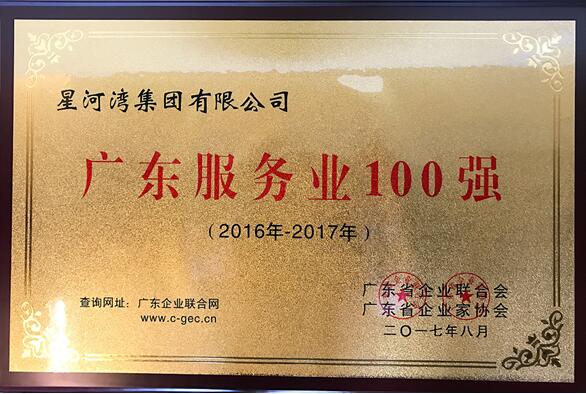 星河湾集团有限公司
广东服务业100强
（2016年-2017年）
查询网址：广东企业联合网
www.c-gec.cn
广东省企业联合会
广东省企业家协会
二〇一七年八月